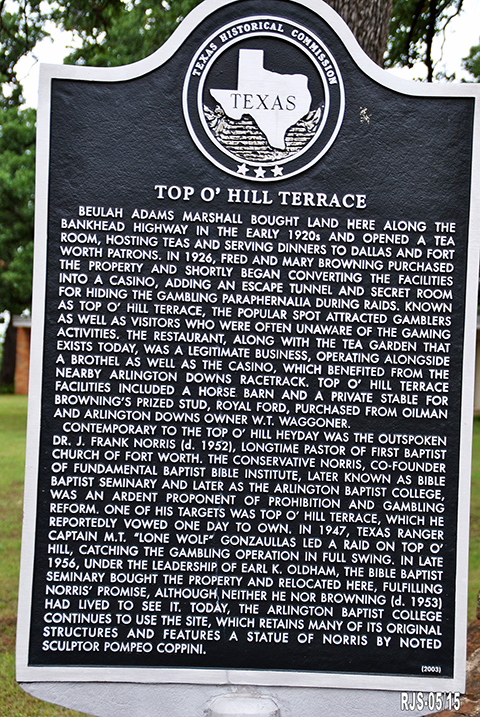 TEXAS HISTORICAL COMMISSION
TEXAS
TOP O' HILL TERRACE
BEULAH ADAMS MARSHALL BOUGHT LAND HERE ALONG THE
BANKHEAD HIGHWAY IN THE EARLY 1920s AND OPENED A TEA
ROOM, HOSTING TEAS AND SERVING DINNERS TO DALLAS AND FORT
WORTH PATRONS. IN 1926, FRED AND MARY BROWNING PURCHASED
THE PROPERTY AND SHORTLY BEGAN CONVERTING THE FACILITIES
INTO A CASINO, ADDING AN ESCAPE TUNNEL AND SECRET ROOM
FOR HIDING THE GAMBLING PARAPHERNALIA DURING RAIDS. KNOWN
AS TOP O' HILL TERRACE, THE POPULAR SPOT ATTRACTED GAMBLERS
AS WELL AS VISITORS WHO WERE OFTEN UNAWARE OF THE GAMING
ACTIVITIES. THE RESTAURANT, ALONG WITH THE TEA GARDEN THAT
EXISTS TODAY, WAS A LEGITIMATE BUSINESS, OPERATING ALONGSIDE
A BROTHEL AS WELL AS THE CASINO, WHICH BENEFITED FROM THE
NEARBY ARLINGTON DOWNS RACETRACK. TOP O' HILL TERRACE
FACILITIES INCLUDED A HORSE BARN AND A PRIVATE STABLE FOR
BROWNING'S PRIZED STUD, ROYAL FORD, PURCHASED FROM OILMAN
AND ARLINGTON DOWNS OWNER W.T. WAGGONER.
CONTEMPORARY TO THE TOP O' HILL HEYDAY WAS THE OUTSPOKEN
DR. J. FRANK NORRIS (d. 1952), LONGTIME PASTOR OF FIRST BAPTIST
CHURCH OF FORT WORTH. THE CONSERVATIVE NORRIS, CO-FOUNDER
OF FUNDAMENTAL BAPTIST BIBLE INSTITUTE, LATER KNOWN AS BIBLE
BAPTIST SEMINARY AND LATER AS THE ARLINGTON BAPTIST COLLEGE,
WAS AN ARDENT PROPONENT OF PROHIBITION AND GAMBLING
REFORM. ONE OF HIS TARGETS WAS TOP O' HILL TERRACE, WHICH HE
REPORTEDLY VOWED ONE DAY TO OWN. IN 1947, TEXAS RANGER
CAPTAIN M.T. "LONE WOLF" GONZAULLAS LED A RAID ON TOP O'
HILL, CATCHING THE GAMBLING OPERATION IN FULL SWING. IN LATE
1956, UNDER THE LEADERSHIP OF EARL K. OLDHAM, THE BIBLE BAPTIST
SEMINARY BOUGHT THE PROPERTY AND RELOCATED HERE, FULFILLING
NORRIS' PROMISE, ALTHOUGH NEITHER HE NOR BROWNING (d. 1953)
HAD LIVED TO SEE IT. TODAY, THE ARLINGTON BAPTIST COLLEGE
CONTINUES TO USE THE SITE, WHICH RETAINS MANY OF ITS ORIGINAL
STRUCTURES AND FEATURES A STATUE OF NORRIS BY NOTED
SCULPTOR POMPEO COPPINI.
(2003)
RJS-05/15